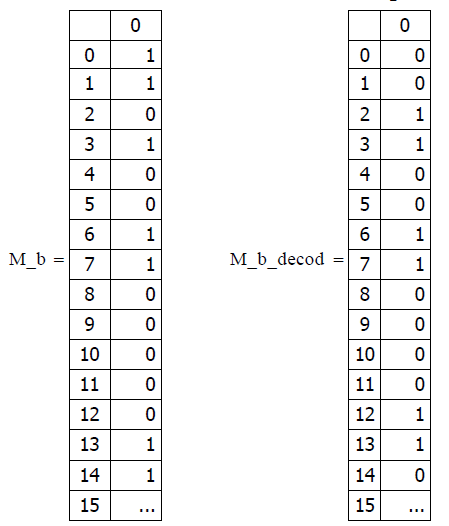 0 0
0 1 0 0
1 1 1 0
2 0 2 1
3 1 3 1
4 0 4 0
5 0 5 0
6 1 6 1
M_b = 7 1 M_b_decod = 7 1
8 0 8 0
9 0 9 0
10 0 10 0
11 0 11 0
12 0 12 1
13 1 13 1
14 1 14 0
15 ... 15 ...